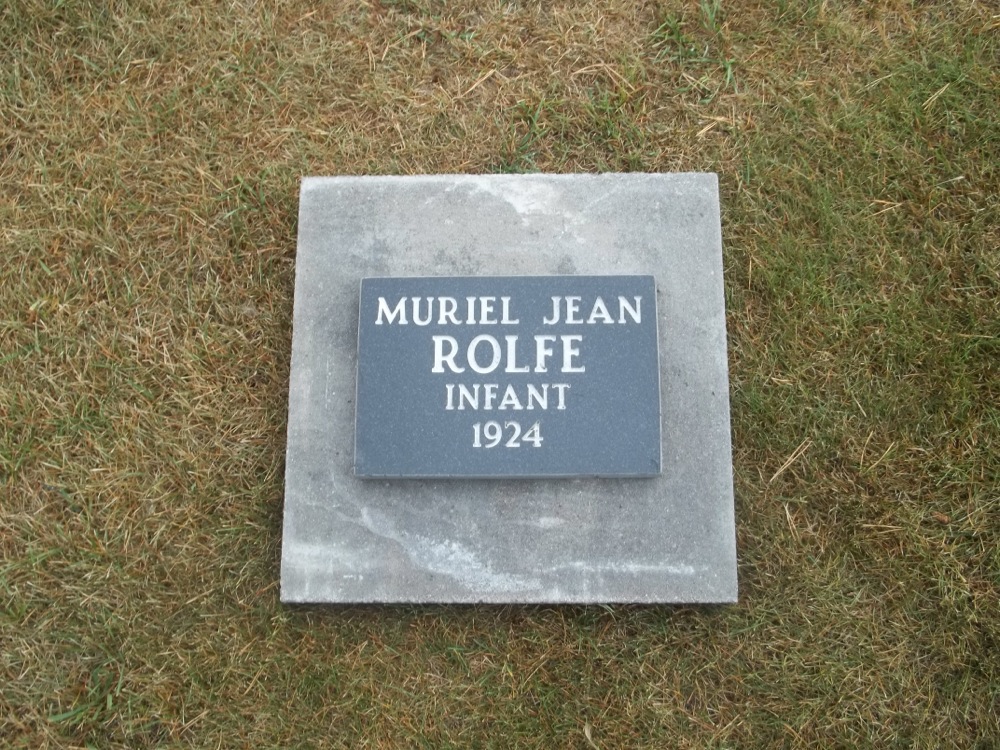 MURIEL JEAN
ROLFE
INFANT
1924